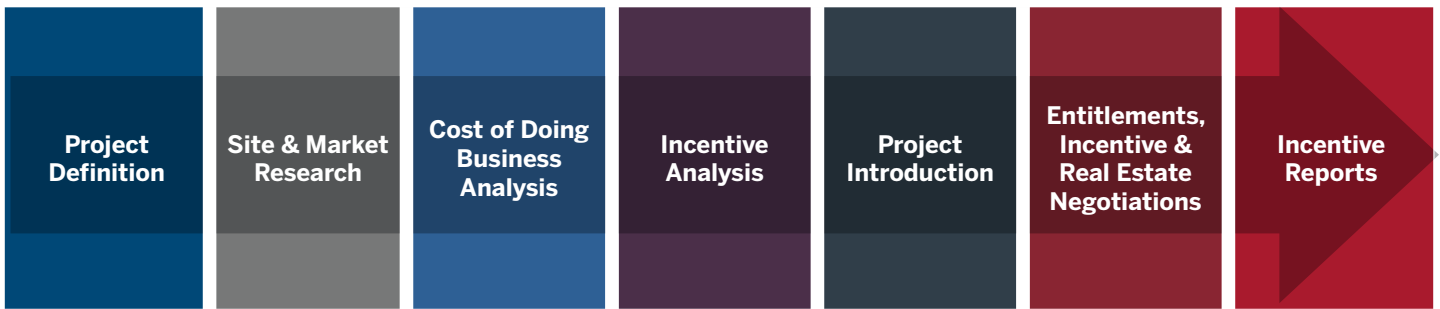 Project
Definition
Site & Market
Research
Cost of Doing
Business
Analysis
Incentive
Analysis
Project
Introduction
Entitlements,
Incentive &
Real Estate
Negotiations
Incentive
Reports